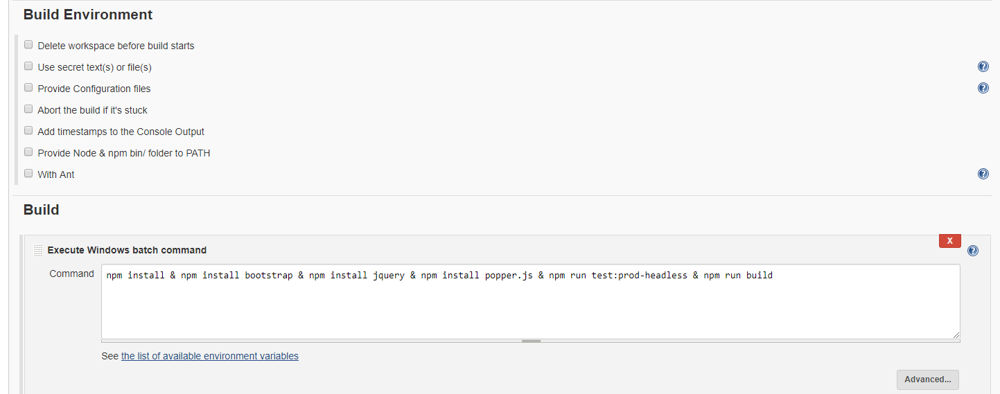 Build Environment
Delete workspace before build starts
Use secret text(s) or file(s)
Provide Configuration files
Abort the build if it's stuck
Add timestamps to the Console Output
Provide Node & npm bin/ folder to PATH
With Ant
Build
X
Execute Windows batch command
Command
npm install & npm install bootstrap & npm install jquery & npm install popper.js & npm run test:prod-headless & npm run build
See the list of available environment variables
Advanced...